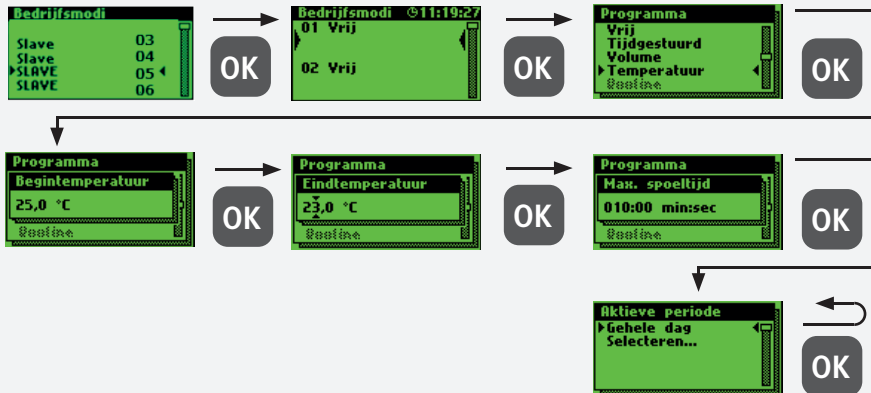 Bedrijfsmodi
Slave 03
Slave 04
SLAVE 05
SLAVE 06
OK
Bedrijfsmodi 11:19:27
01 Vrij
02 Vrij
OK
Programma
Vrij
Tijdgestuurd
Volume
Temperatuur
OK
Programma
Begintemperatuur
25,0 °C
OK
Programma
Eindtemperatuur
23,0 °C
OK
Programma
Max. spoeltijd
010:00 min:sec
OK
Aktieve periode
Gehele dag
Selecteren...
OK